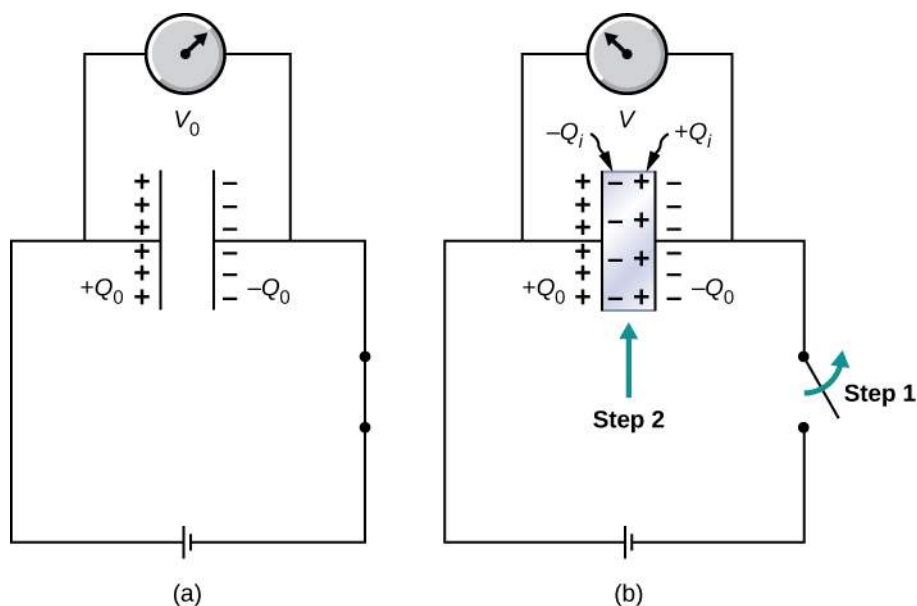 V0
+Q0
–Q0
(a)
V
–Qi
+Qi
+Q0
–Q0
Step 1
Step 2
(b)